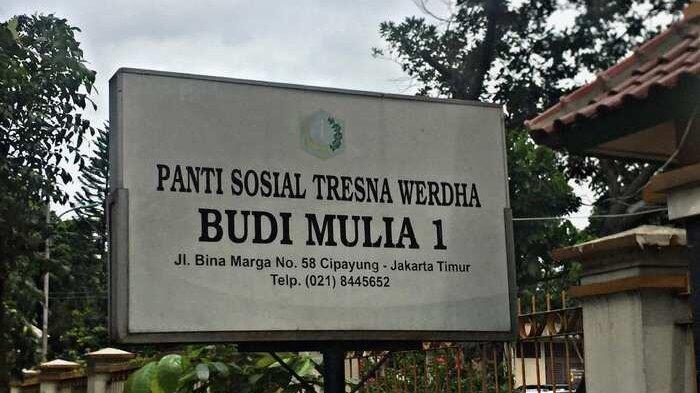 PANTI SOSIAL TRESNA WERDHA
BUDI MULIA 1
Jl. Bina Marga No. 58 Cipayung - Jakarta Timur
Telp. (021) 8445652